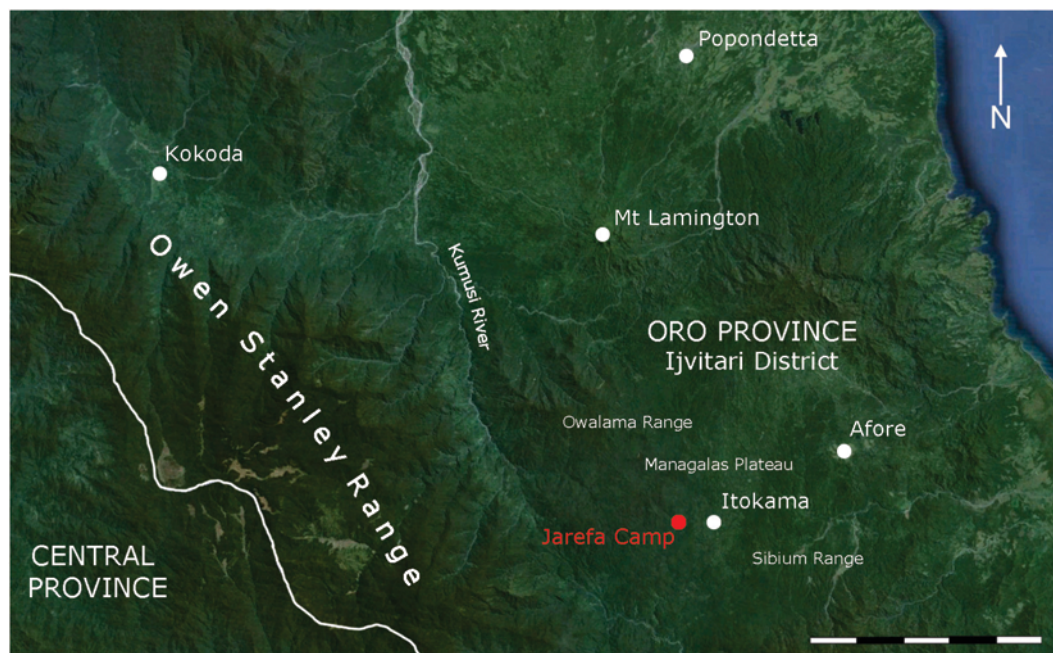 Popondetta
N
Kokoda
Mt Lamington
Owen Stanley Range
Kumusi River
ORO PROVINCE
Ijvitari District
Owalama Range
Afore
Managalas Plateau
Itokama
Jarefa Camp
Sibium Range
CENTRAL
PROVINCE